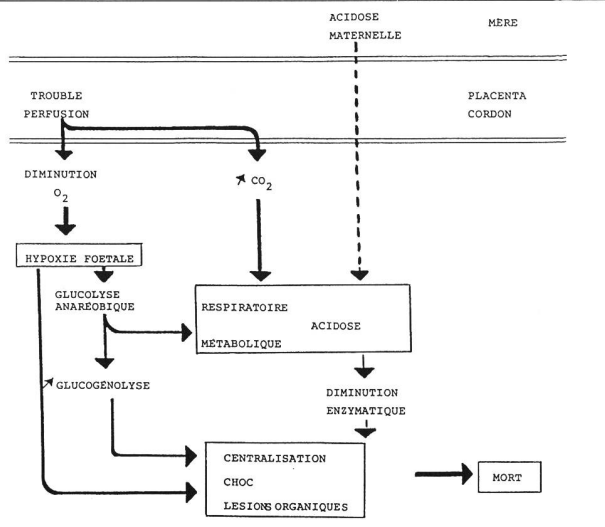 ACIDOSE
MATERNELLE
MÈRE
TROUBLE
PERFUSION
PLACENTA
CORDON
DIMINUTION
O2
↗ CO2
HYPOXIE FOETALE
GLUCOLYSE
ANARÉOBIQUE
RESPIRATOIRE
ACIDOSE
MÉTABOLIQUE
↗ GLUCOGÉNOLYSE
DIMINUTION
ENZYMATIQUE
CENTRALISATION
CHOC
LESIONS ORGANIQUES
MORT